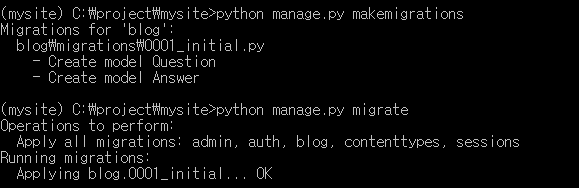 (mysite) C:₩project₩mysite>python manage.py makemigrations
Migrations for 'blog':
  blog₩migrations₩0001_initial.py
    - Create model Question
    - Create model Answer
(mysite) C:₩project₩mysite>python manage.py migrate
Operations to perform:
  Apply all migrations: admin, auth, blog, contenttypes, sessions
Running migrations:
  Applying blog.0001_initial... OK